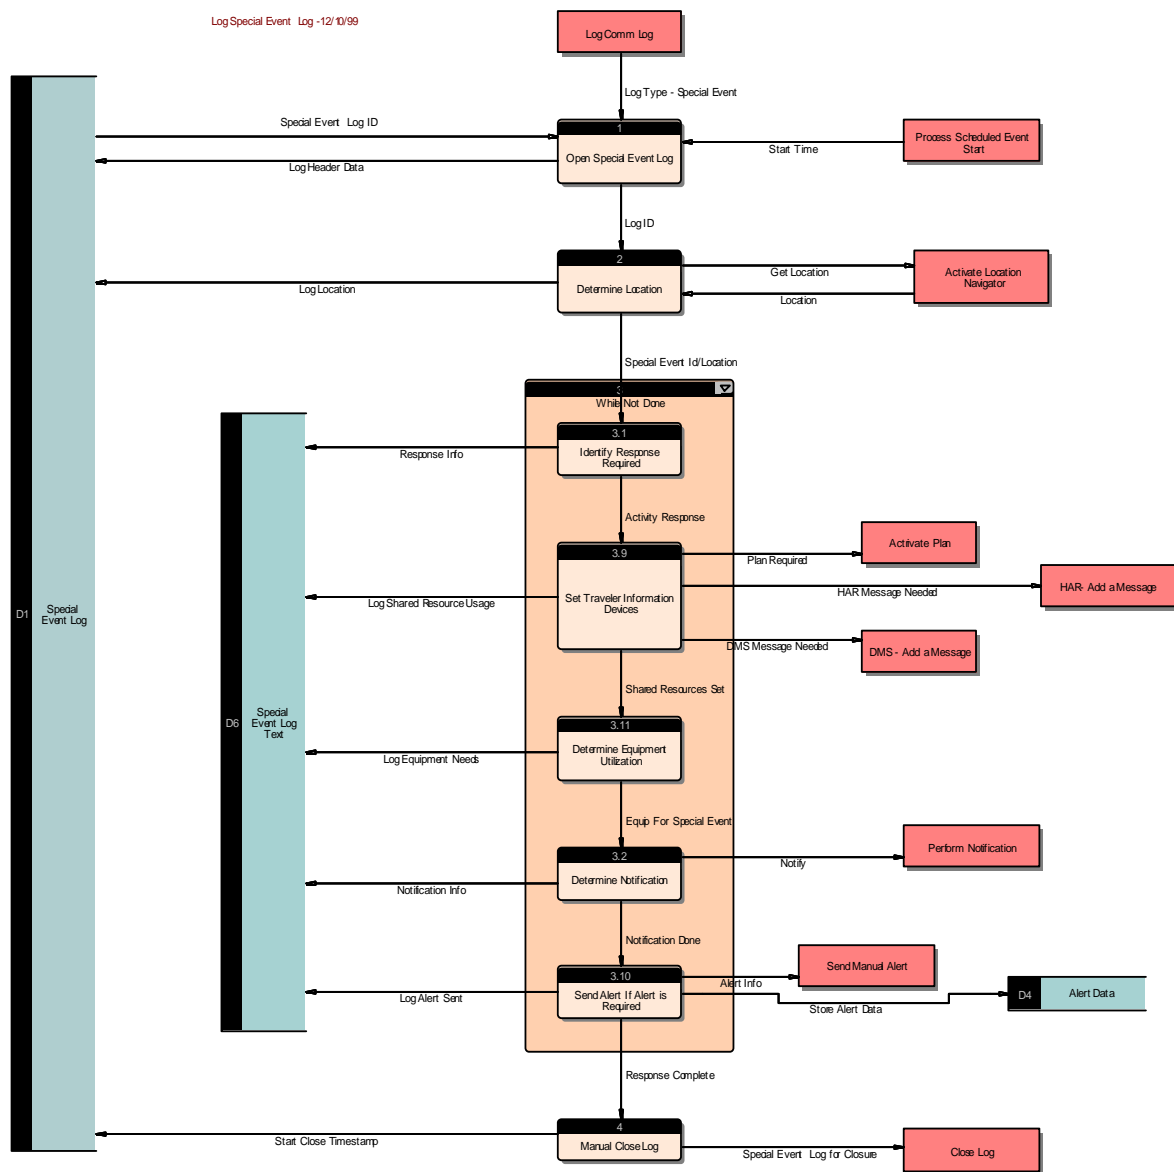 Log Special Event Log -12/10/99
Log Comm Log
Log Type - Special Event
Special Event Log ID
1
Open Special Event Log
Start Time
Process Scheduled Event
Start
Log Header Data
Log ID
2
Determine Location
Get Location
Location
Activate Location
Navigator
Log Location
Special Event Id/Location
3
While Not Done
3.1
Identify Response
Required
Response Info
Activity Response
3.9
Set Traveler Information
Devices
Plan Required
Activate Plan
HAR Message Needed
HAR- Add a Message
DMS Message Needed
DMS - Add a Message
Log Shared Resource Usage
D1
Special
Event Log
Shared Resources Set
D6
Special
Event Log
Text
3.11
Determine Equipment
Utilization
Log Equipment Needs
Equip For Special Event
3.2
Determine Notification
Notify
Perform Notification
Notification Info
Notification Done
3.10
Send Alert If Alert is
Required
Alert Info
Send Manual Alert
Log Alert Sent
Store Alert Data
D4
Alert Data
Response Complete
4
Manual Close Log
Start Close Timestamp
Special Event Log for Closure
Close Log